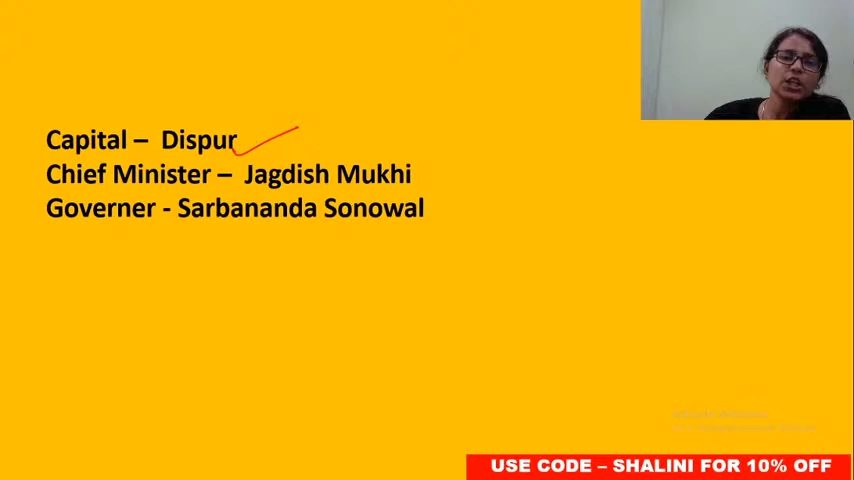 Capital – Dispur
Chief Minister – Jagdish Mukhi
Governer - Sarbananda Sonowal
USE CODE – SHALINI FOR 10% OFF